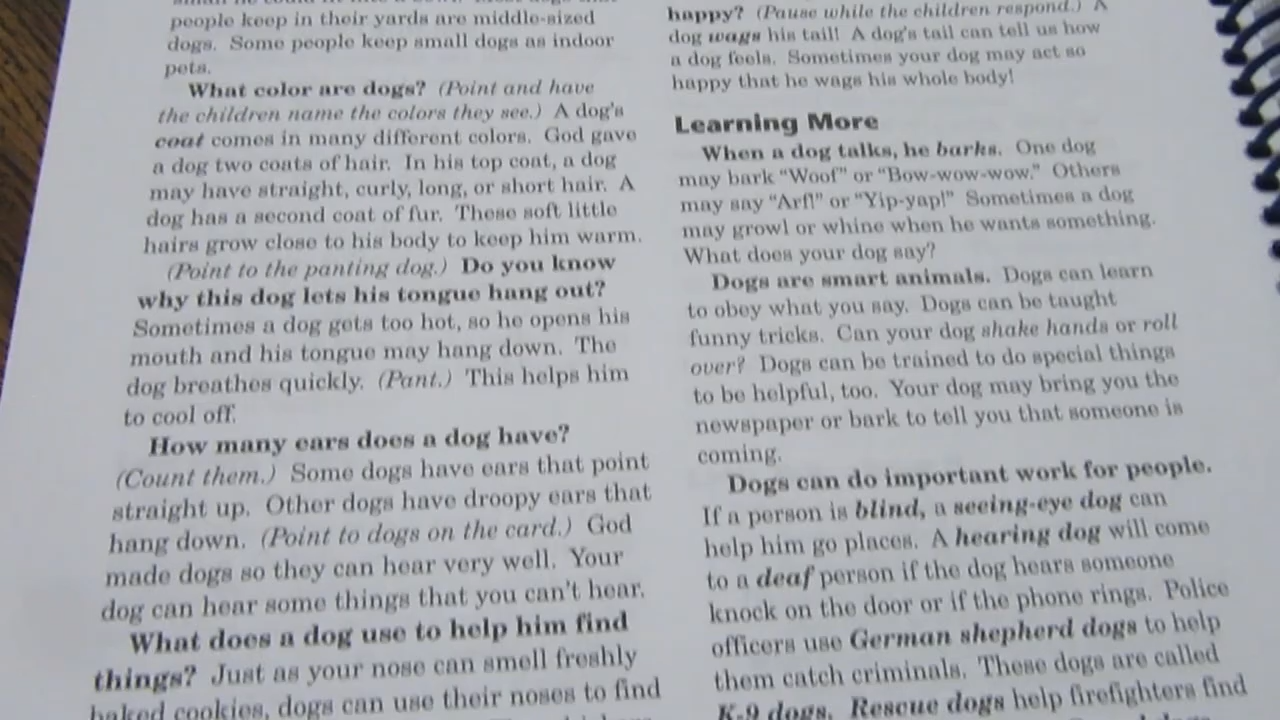 people keep in their yards are middle-sized
dogs. Some people keep small dogs as indoor
pets.
What color are dogs? (Point and have
the children name the colors they see.) A dog's
coat comes in many different colors. God gave
a dog two coats of hair. In his top coat, a dog
may have straight, curly, long, or short hair. A
dog has a second coat of fur. These soft little
hairs grow close to his body to keep him warm.
(Point to the panting dog.) Do you know
why this dog lets his tongue hang out?
Sometimes a dog gets too hot, so he opens his
mouth and his tongue may hang down. The
dog breathes quickly. (Pant.) This helps him
to cool off.
How many ears does a dog have?
(Count them.) Some dogs have ears that point
straight up. Other dogs have droopy ears that
hang down. (Point to dogs on the card.) God
made dogs so they can hear very well. Your
dog can hear some things that you can't hear.
What does a dog use to help him find
things? Just as your nose can smell freshly
baked cookies, dogs can use their noses to find
happy? (Pause while the children respond.) A
dog wags his tail! A dog's tail can tell us how
a dog feels. Sometimes your dog may act so
happy that he wags his whole body!
Learning More
When a dog talks, he barks. One dog
may bark "Woof" or "Bow-wow-wow." Others
may say "Arf!" or "Yip-yap!" Sometimes a dog
may growl or whine when he wants something.
What does your dog say?
Dogs are smart animals. Dogs can learn
to obey what you say. Dogs can be taught
funny tricks. Can your dog shake hands or roll
over? Dogs can be trained to do special things
to be helpful, too. Your dog may bring you the
newspaper or bark to tell you that someone is
coming.
Dogs can do important work for people.
If a person is blind, a seeing-eye dog can
help him go places. A hearing dog will come
to a deaf person if the dog hears someone
knock on the door or if the phone rings. Police
officers use German shepherd dogs to help
them catch criminals. These dogs are called
K-9 dogs. Rescue dogs help firefighters find